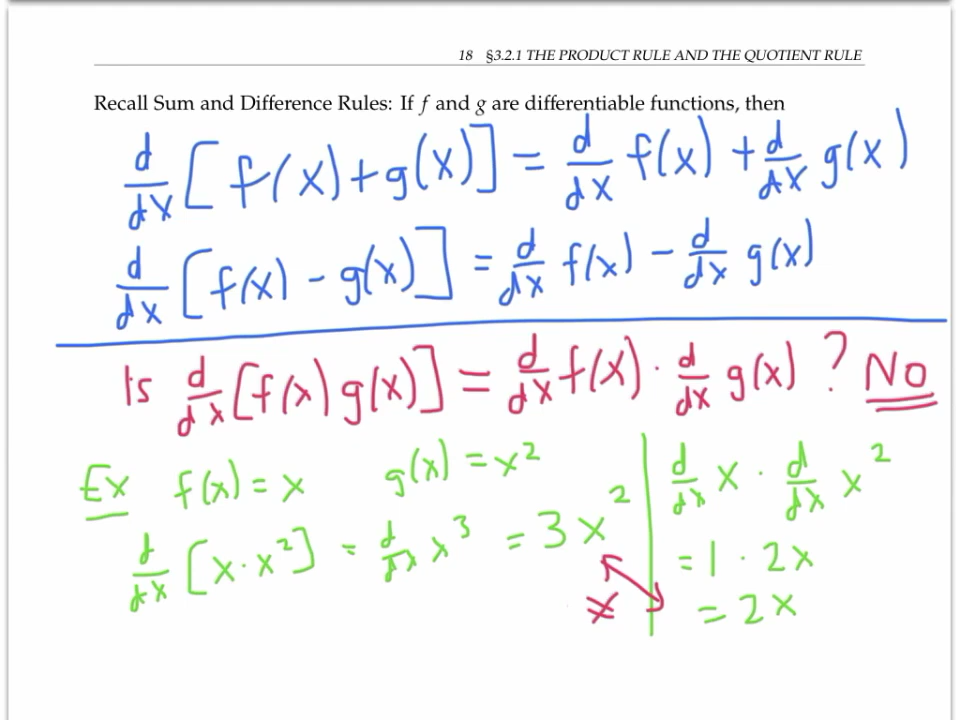 18 §3.2.1 THE PRODUCT RULE AND THE QUOTIENT RULE
Recall Sum and Difference Rules: If f and g are differentiable functions, then
d/dx [f(x)+g(x)] = d/dx f(x) + d/dx g(x)
d/dx [f(x) - g(x)] = d/dx f(x) - d/dx g(x)
Is d/dx [f(x) g(x)] = d/dx f(x) · d/dx g(x) ? No
Ex f(x) = x g(x) = x²
d/dx [x·x²] = d/dx x³ = 3x²
≠
d/dx x · d/dx x²
= 1 · 2x
= 2x